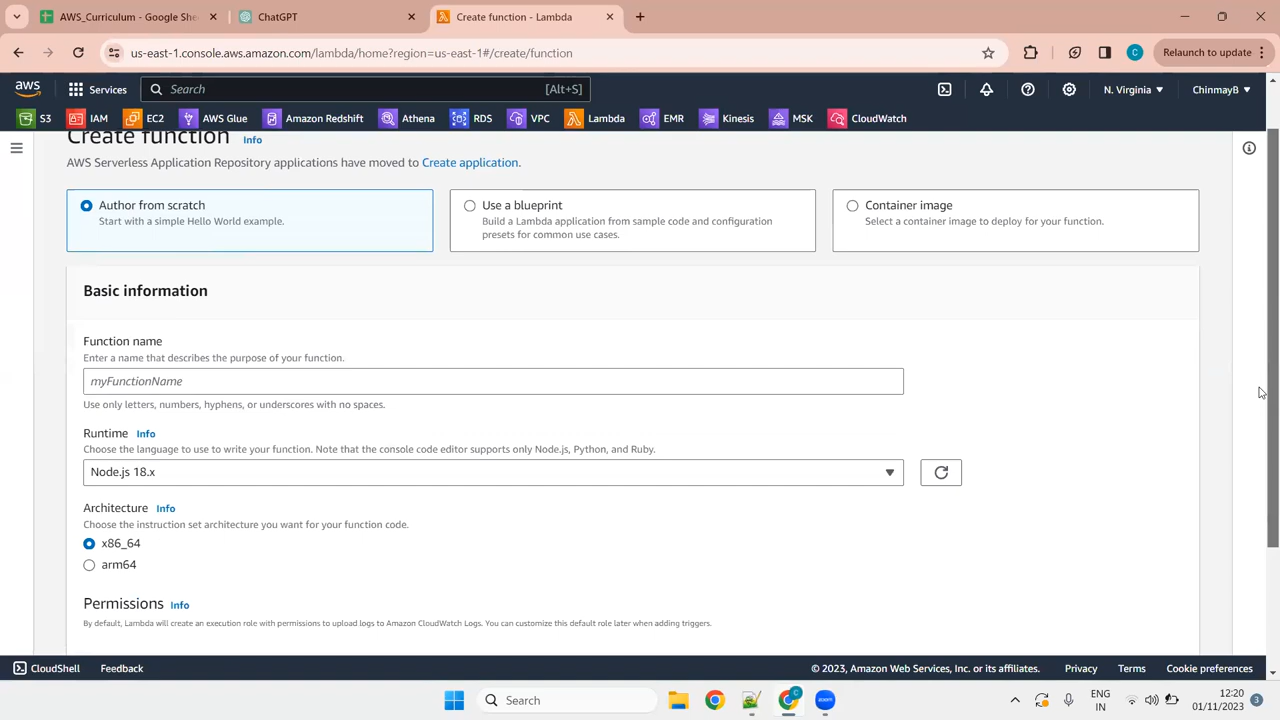 AWS_Curriculum - Google She
ChatGPT
Create function - Lambda
us-east-1.console.aws.amazon.com/lambda/home?region=us-east-1#/create/function
C
Relaunch to update
aws
Services
Search
[Alt+S]
N. Virginia
ChinmayB
S3
IAM
EC2
AWS Glue
Amazon Redshift
Athena
RDS
VPC
Lambda
EMR
Kinesis
MSK
CloudWatch
Create function Info
AWS Serverless Application Repository applications have moved to Create application.
Author from scratch
Start with a simple Hello World example.
Use a blueprint
Build a Lambda application from sample code and configuration
presets for common use cases.
Container image
Select a container image to deploy for your function.
Basic information
Function name
Enter a name that describes the purpose of your function.
myFunctionName
Use only letters, numbers, hyphens, or underscores with no spaces.
Runtime Info
Choose the language to use to write your function. Note that the console code editor supports only Node.js, Python, and Ruby.
Node.js 18.x
Architecture Info
Choose the instruction set architecture you want for your function code.
x86_64
arm64
Permissions Info
By default, Lambda will create an execution role with permissions to upload logs to Amazon CloudWatch Logs. You can customize this default role later when adding triggers.
CloudShell
Feedback
© 2023, Amazon Web Services, Inc. or its affiliates.
Privacy
Terms
Cookie preferences
Search
C
zoom
ENG
IN
12:20
01/11/2023
3